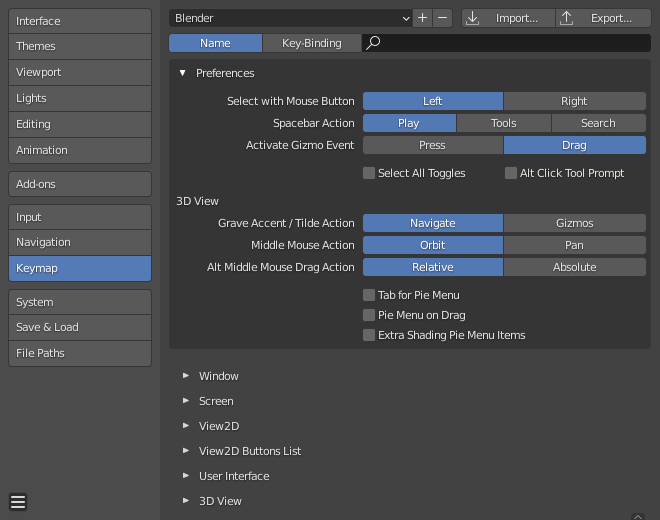 Interface
Themes
Viewport
Lights
Editing
Animation
Add-ons
Input
Navigation
Keymap
System
Save & Load
File Paths
Blender
Import...
Export...
Name
Key-Binding
Preferences
Select with Mouse Button Left Right
Spacebar Action Play Tools Search
Activate Gizmo Event Press Drag
Select All Toggles Alt Click Tool Prompt
3D View
Grave Accent / Tilde Action Navigate Gizmos
Middle Mouse Action Orbit Pan
Alt Middle Mouse Drag Action Relative Absolute
Tab for Pie Menu
Pie Menu on Drag
Extra Shading Pie Menu Items
Window
Screen
View2D
View2D Buttons List
User Interface
3D View